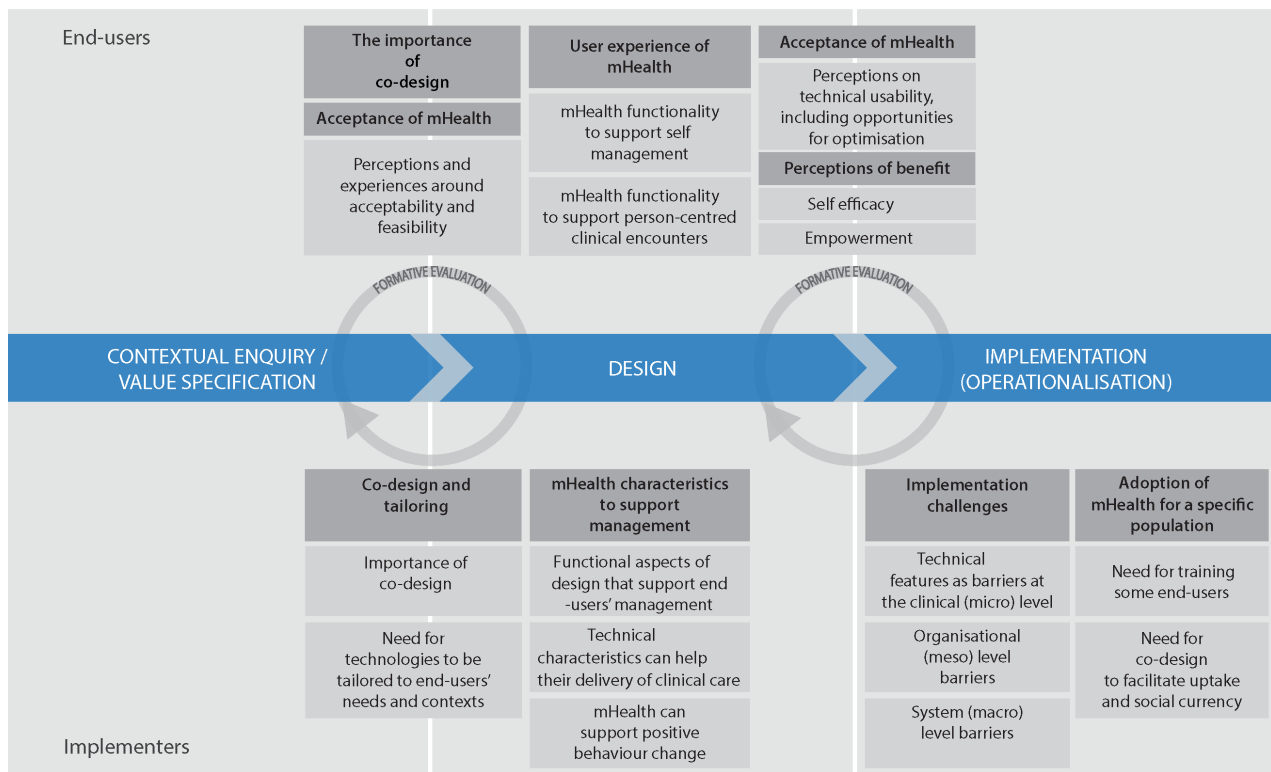 End-users
The importance
of
co-design
Acceptance of mHealth
Perceptions and
experiences around
acceptability and
feasibility
User experience of
mHealth
mHealth functionality
to support self
management
mHealth functionality
to support person-centred
clinical encounters
Acceptance of mHealth
Perceptions on
technical usability,
including opportunities
for optimisation
Perceptions of benefit
Self efficacy
Empowerment
FORMATIVE EVALUATION
FORMATIVE EVALUATION
CONTEXTUAL ENQUIRY /
VALUE SPECIFICATION
DESIGN
IMPLEMENTATION
(OPERATIONALISATION)
Co-design and
tailoring
Importance of
co-design
Need for
technologies to be
tailored to end-users’
needs and contexts
mHealth characteristics
to support
management
Functional aspects of
design that support end
-users’ management
Technical
characteristics can help
their delivery of clinical care
mHealth can
support positive
behaviour change
Implementation
challenges
Technical
features as barriers at
the clinical (micro) level
Organisational
(meso) level
barriers
System (macro)
level barriers
Adoption of
mHealth for a specific
population
Need for training
some end-users
Need for
co-design
to facilitate uptake
and social currency
Implementers